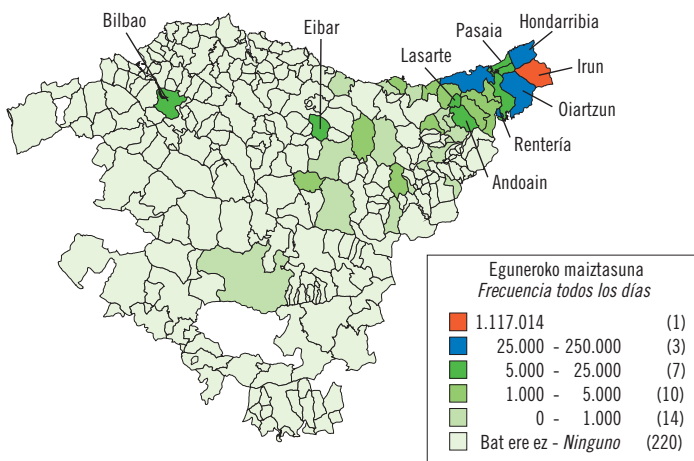 Bilbao
Eibar
Lasarte
Pasaia
Hondarribia
Irun
Oiartzun
Rentería
Andoain
Eguneroko maiztasuna
Frecuencia todos los días
1.117.014 (1)
25.000 - 250.000 (3)
5.000 - 25.000 (7)
1.000 - 5.000 (10)
0 - 1.000 (14)
Bat ere ez - Ninguno (220)